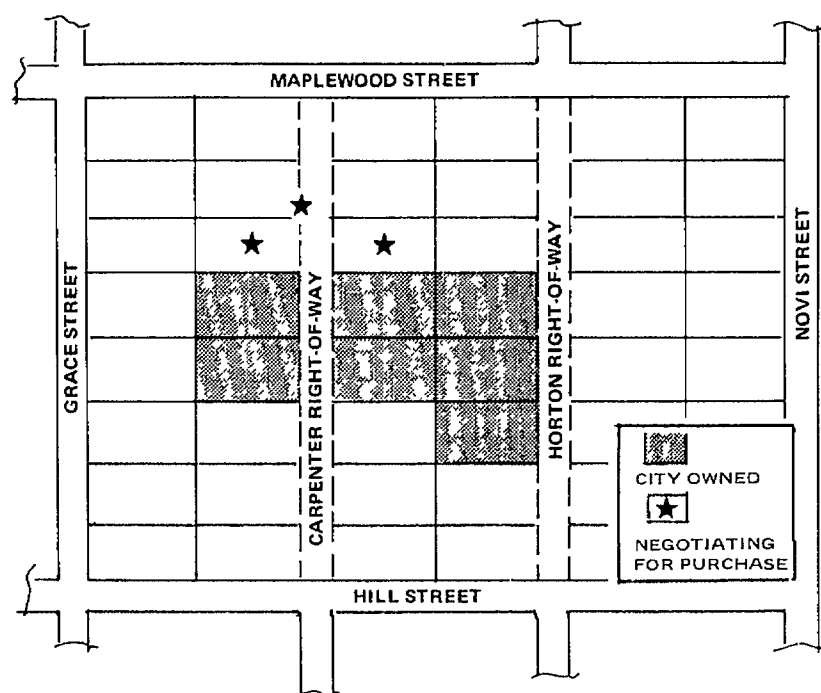 MAPLEWOOD STREET
GRACE STREET
CARPENTER RIGHT-OF-WAY
HORTON RIGHT-OF-WAY
NOVI STREET
CITY OWNED
NEGOTIATING
FOR PURCHASE
HILL STREET